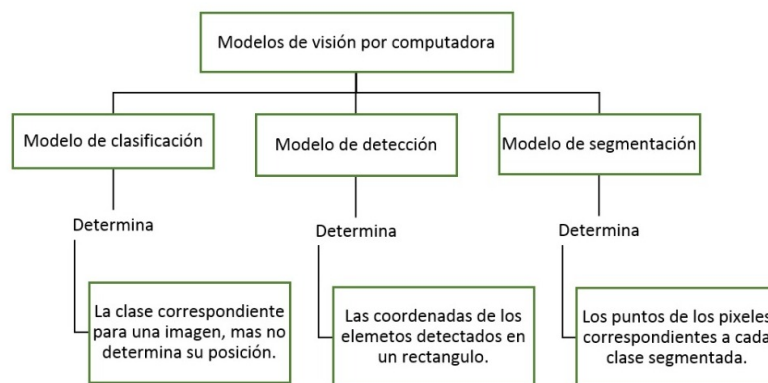 Modelos de visión por computadora
Modelo de clasificación
Modelo de detección
Modelo de segmentación
Determina
Determina
Determina
La clase correspondiente
para una imagen, mas no
determina su posición.
Las coordenadas de los
elemetos detectados en
un rectangulo.
Los puntos de los pixeles
correspondientes a cada
clase segmentada.